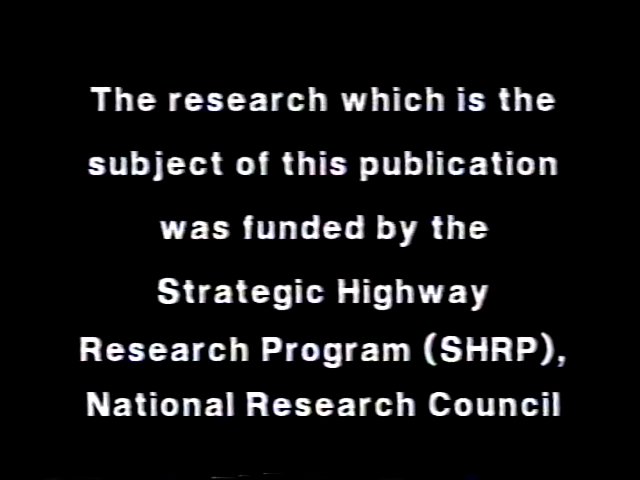 The research which is the
subject of this publication
was funded by the
Strategic Highway
Research Program (SHRP),
National Research Council